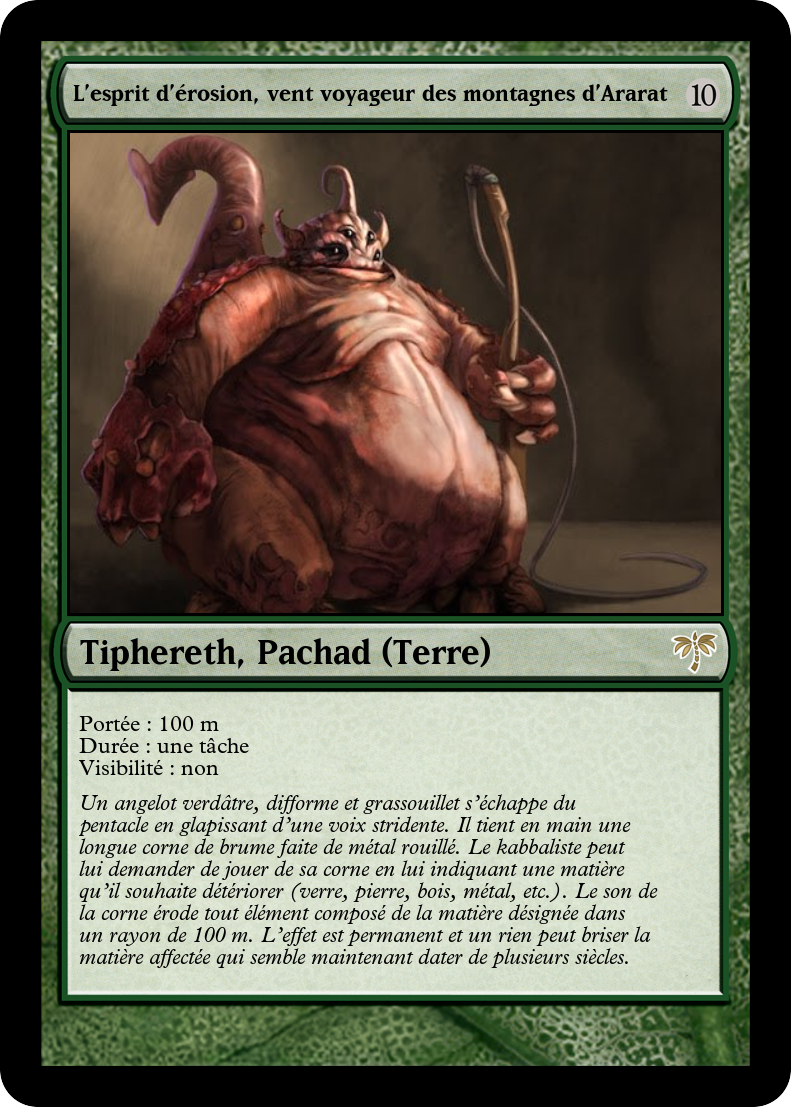 L'esprit d'érosion, vent voyageur des montagnes d'Ararat 10
Tiphereth, Pachad (Terre)
Portée : 100 m
Durée : une tâche
Visibilité : non
Un angelot verdâtre, difforme et grassouillet s'échappe du
pentacle en glapissant d'une voix stridente. Il tient en main une
longue corne de brume faite de métal rouillé. Le kabbaliste peut
lui demander de jouer de sa corne en lui indiquant une matière
qu'il souhaite détériorer (verre, pierre, bois, métal, etc.). Le son de
la corne érode tout élément composé de la matière désignée dans
un rayon de 100 m. L'effet est permanent et un rien peut briser la
matière affectée qui semble maintenant dater de plusieurs siècles.